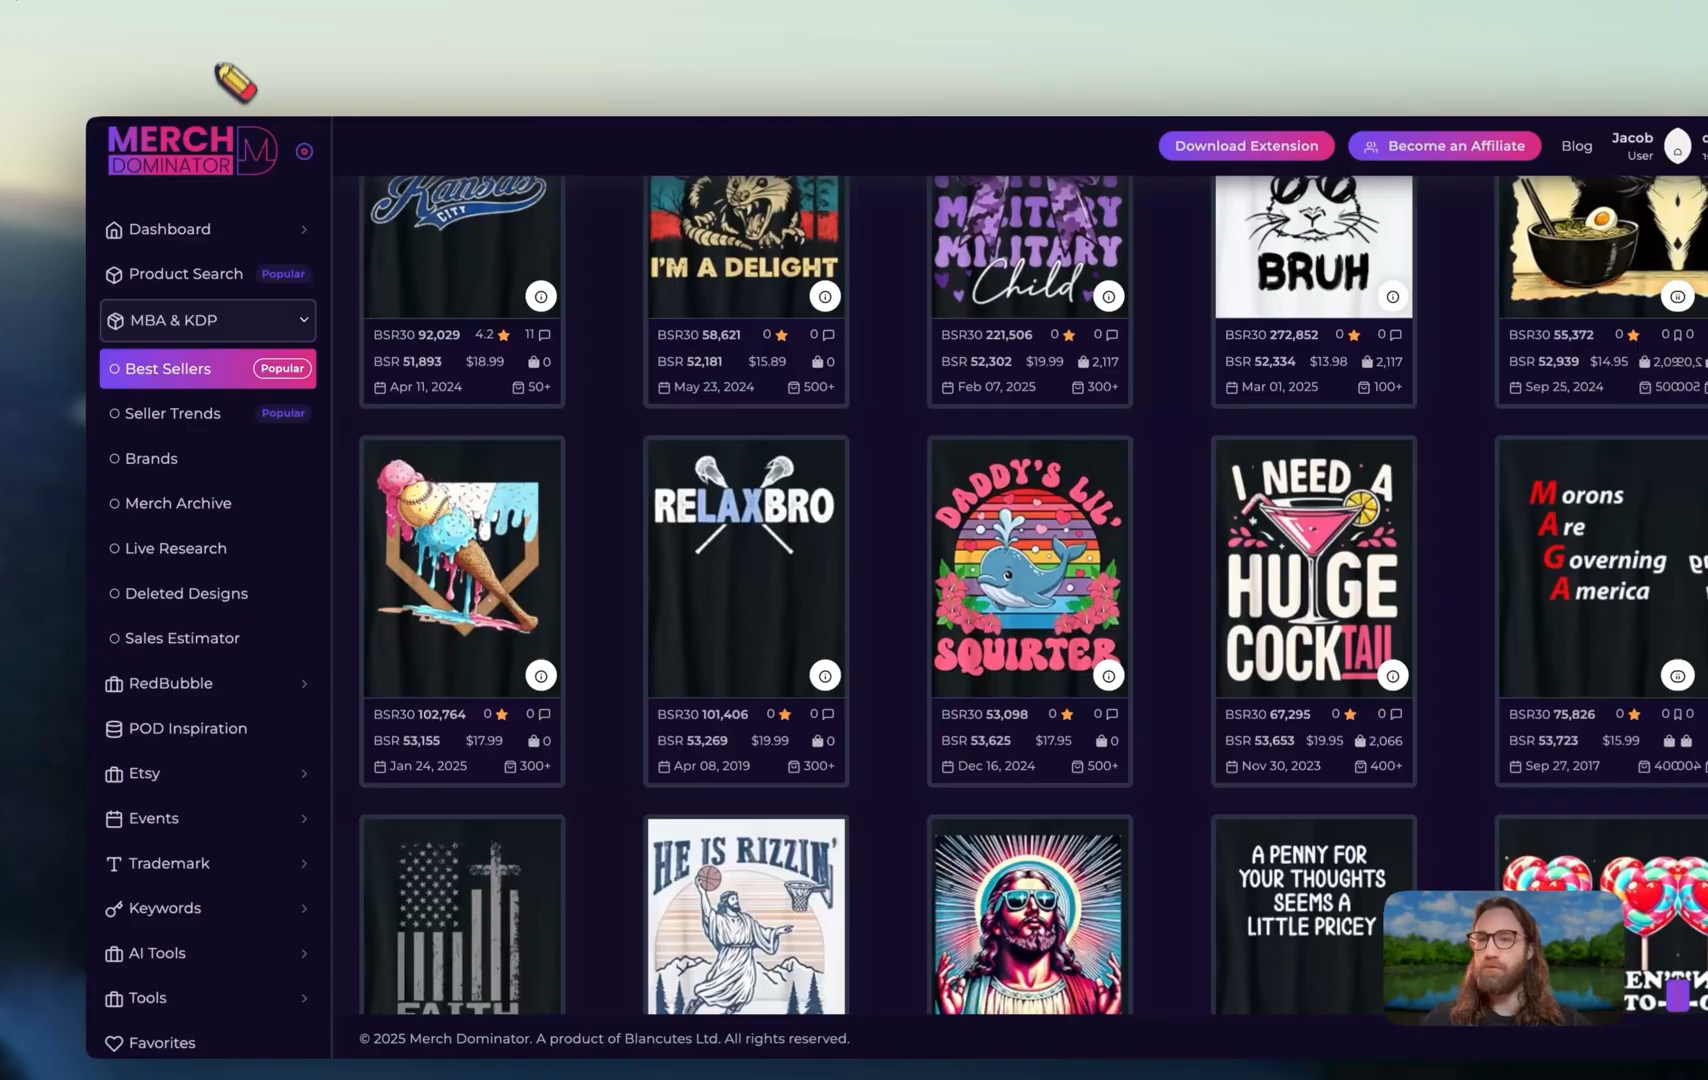 MERCH
DOMINATOR
Download Extension
Become an Affiliate
Blog
Jacob
User
Dashboard
Product Search
Popular
MBA & KDP
Best Sellers
Popular
Seller Trends
Popular
Brands
Merch Archive
Live Research
Deleted Designs
Sales Estimator
RedBubble
POD Inspiration
Etsy
Events
Trademark
Keywords
AI Tools
Tools
Favorites
Kansas
CITY
BSR30 92,029 4.2 11
BSR 51,893 $18.99 0
Apr 11, 2024 50+
I'M A DELIGHT
BSR30 58,621 0 0
BSR 52,181 $15.89 0
May 23, 2024 500+
MILITARY
MILITARY
Child
BSR30 221,506 0 0
BSR 52,302 $19.99 2,117
Feb 07, 2025 300+
BRUH
BSR30 272,852 0 0
BSR 52,334 $13.98 2,117
Mar 01, 2025 100+
BSR30 55,372 0 0
BSR 52,939 $14.95
Sep 25, 2024
BSR30 102,764 0 0
BSR 53,155 $17.99 0
Jan 24, 2025 300+
RELAXBRO
BSR30 101,406 0 0
BSR 53,269 $19.99 0
Apr 08, 2019 300+
DADDY'S LIL'
SQUIRTER
BSR30 53,098 0 0
BSR 53,625 $17.95 0
Dec 16, 2024 500+
I NEED A
HUGE
COCKTAIL
BSR30 67,295 0 0
BSR 53,653 $19.95 2,066
Nov 30, 2023 400+
Morons
Are
Governing
America
BSR30 75,826 0 0
BSR 53,723 $15.99
Sep 27, 2017
FAITH
HE IS RIZZIN'
A PENNY FOR
YOUR THOUGHTS
SEEMS A
LITTLE PRICEY
© 2025 Merch Dominator. A product of Blancutes Ltd. All rights reserved.